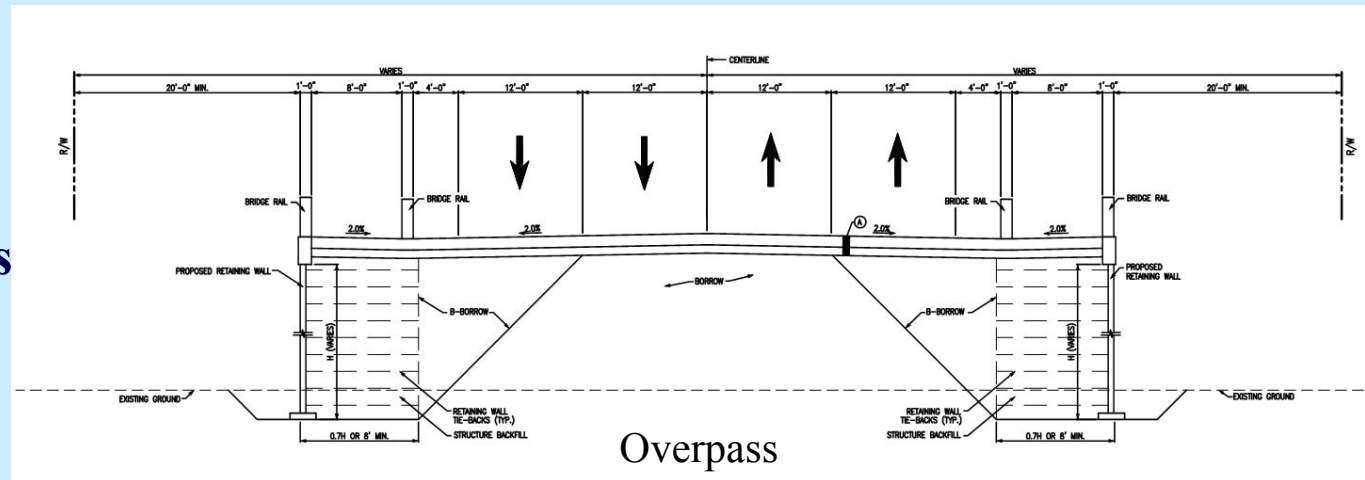 CENTERLINE
VARIES VARIES
20'-0" MIN. 1'-0" 8'-0" 1'-0" 4'-0" 12'-0" 12'-0" 12'-0" 12'-0" 4'-0" 1'-0" 8'-0" 1'-0" 20'-0" MIN.
R/W R/W
BRIDGE RAIL BRIDGE RAIL BRIDGE RAIL BRIDGE RAIL
A
2.0% 2.0% 2.0% 2.0%
s
PROPOSED RETAINING WALL BORROW PROPOSED
RETAINING WALL
B-BORROW B-BORROW
H (VARIES) H (VARIES)
EXISTING GROUND EXISTING GROUND
RETAINING WALL RETAINING WALL
TIE-BACKS (TYP.) TIE-BACKS (TYP.)
0.7H OR 8' MIN. STRUCTURE BACKFILL STRUCTURE BACKFILL 0.7H OR 8' MIN.
Overpass